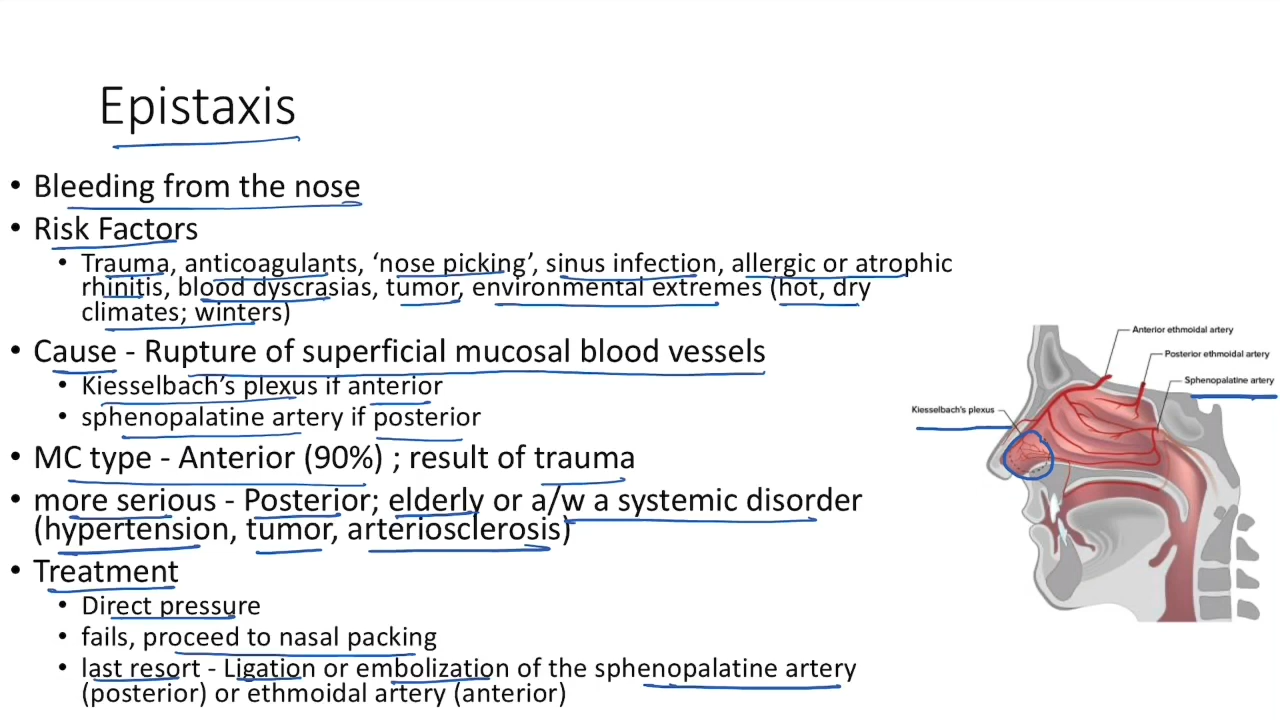 Epistaxis
• Bleeding from the nose
• Risk Factors
• Trauma, anticoagulants, ‘nose picking’, sinus infection, allergic or atrophic
rhinitis, blood dyscrasias, tumor, environmental extremes (hot, dry
climates; winters)
• Cause - Rupture of superficial mucosal blood vessels
• Kiesselbach’s plexus if anterior
• sphenopalatine artery if posterior
• MC type - Anterior (90%) ; result of trauma
• more serious - Posterior; elderly or a/w a systemic disorder
(hypertension, tumor, arteriosclerosis)
• Treatment
• Direct pressure
• fails, proceed to nasal packing
• last resort - Ligation or embolization of the sphenopalatine artery
(posterior) or ethmoidal artery (anterior)
Anterior ethmoidal artery
Posterior ethmoidal artery
Sphenopalatine artery
Kiesselbach's plexus